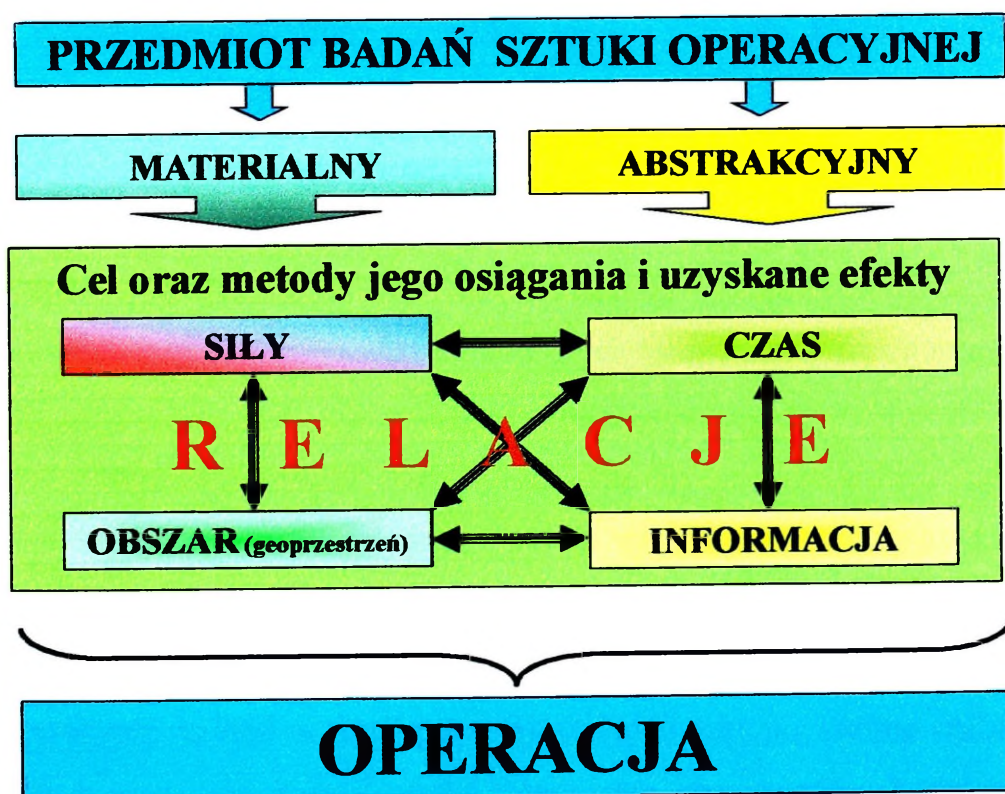 PRZEDMIOT BADAŃ SZTUKI OPERACYJNEJ
MATERIALNY
ABSTRAKCYJNY
Cel oraz metody jego osiągania i uzyskane efekty
SIŁY
CZAS
RELACJE
OBSZAR (geoprzestrzeń)
INFORMACJA
OPERACJA